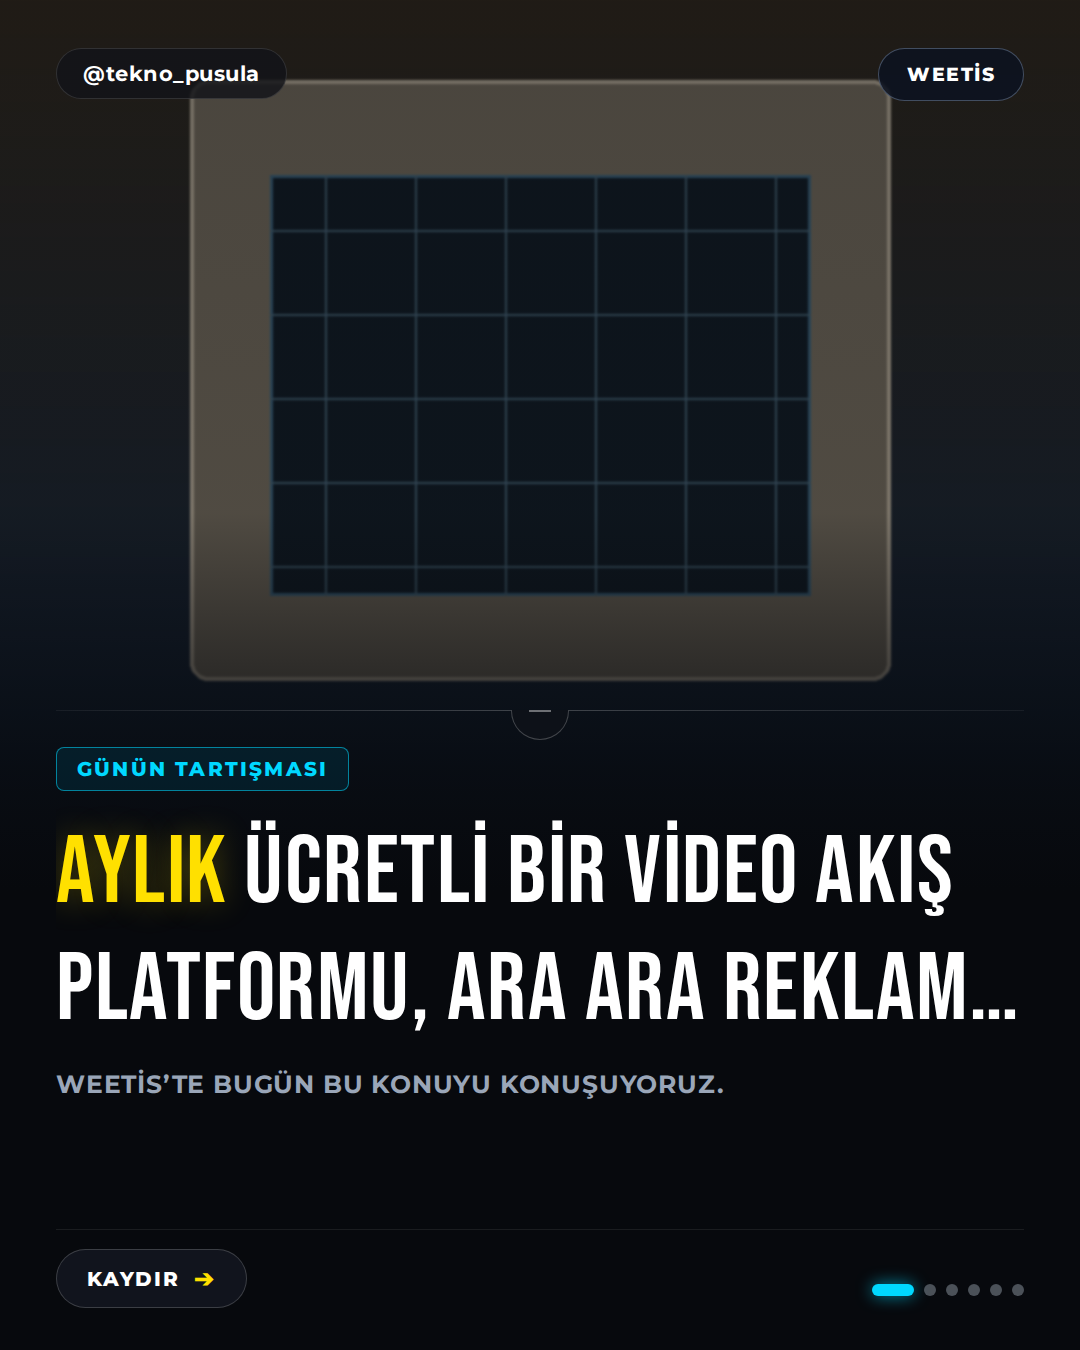 @tekno_pusula
WEETİS
GÜNÜN TARTIŞMASI
AYLIK ÜCRETLİ BİR VİDEO AKIŞ
PLATFORMU, ARA ARA REKLAM...
WEETİS’TE BUGÜN BU KONUYU KONUŞUYORUZ.
KAYDIR ➔